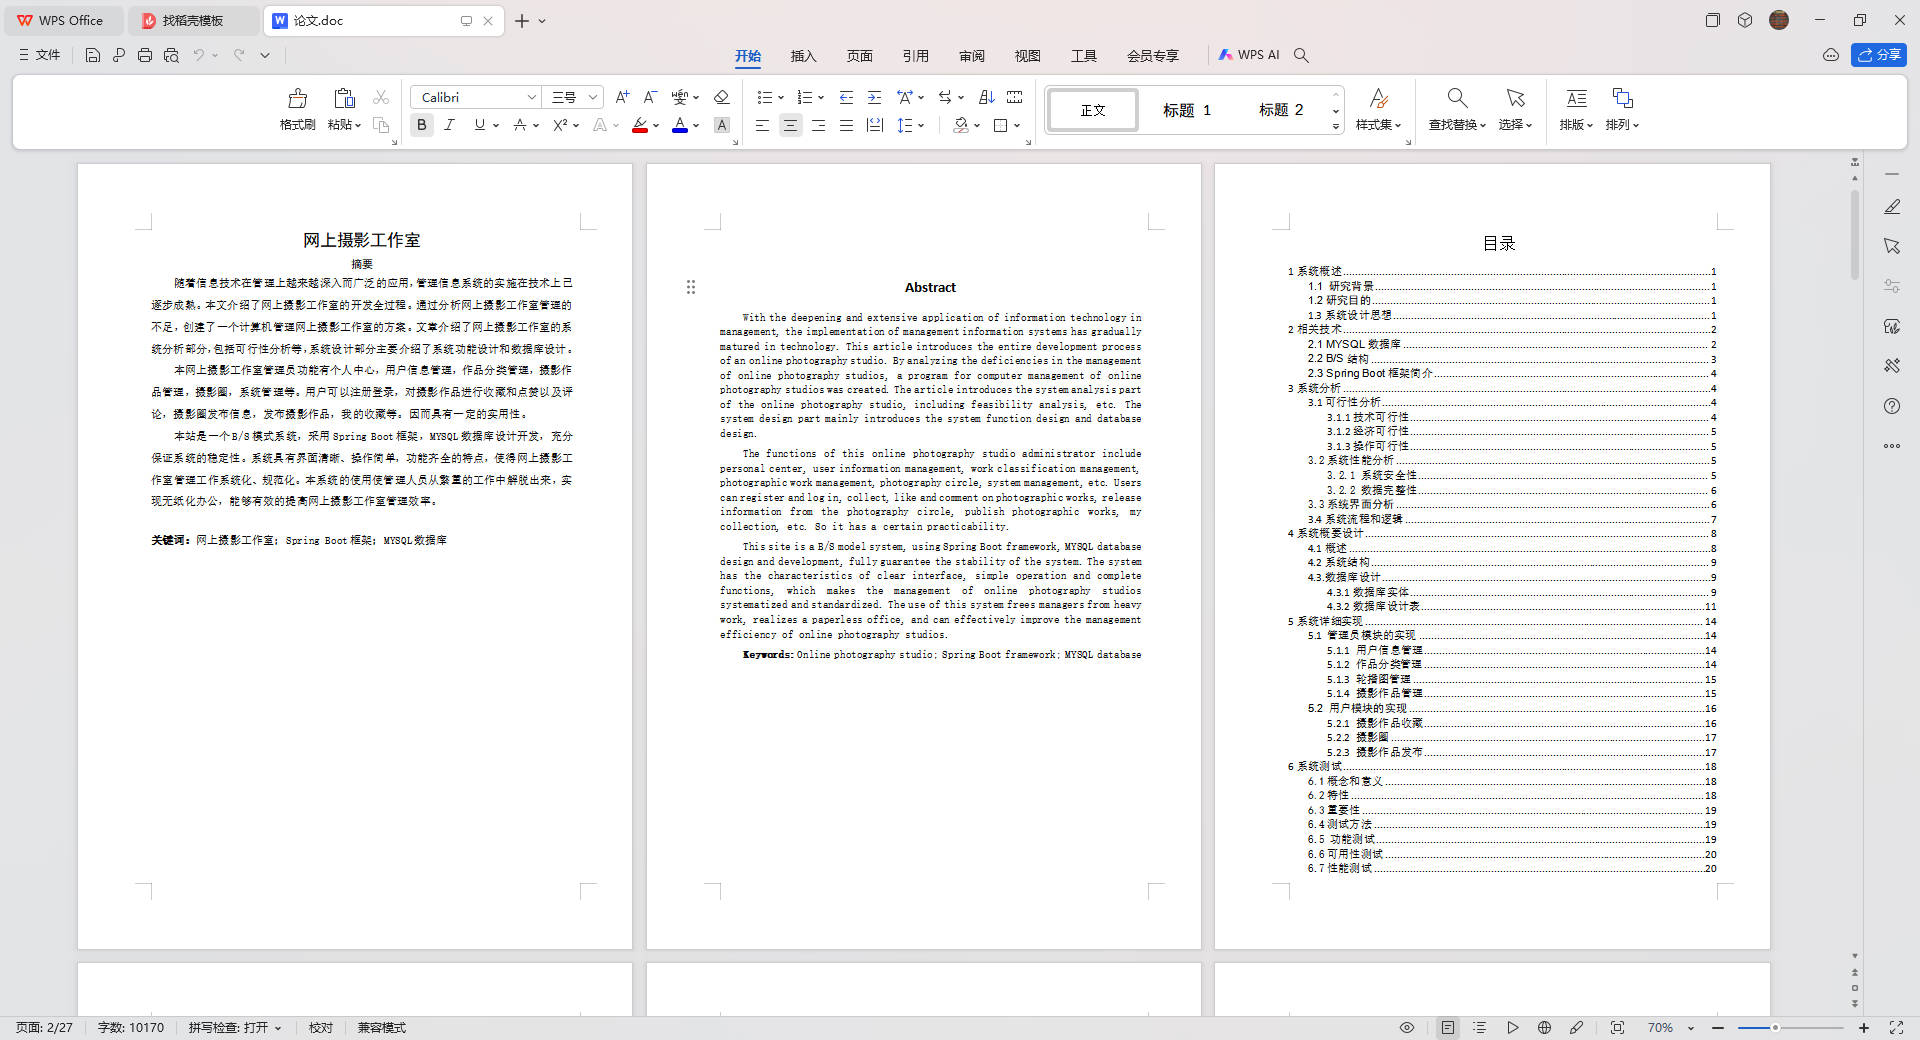 WPS Office
找稻壳模板
论文.doc
文件
开始
插入
页面
引用
审阅
视图
工具
会员专享
WPS AI
分享
格式刷
粘贴
Calibri
三号
正文
标题 1
标题 2
样式集
查找替换
选择
排版
排列
网上摄影工作室
摘要
随着信息技术在管理上越来越深入而广泛的应用，管理信息系统的实施在技术上已
逐步成熟。本文介绍了网上摄影工作室的开发全过程。通过分析网上摄影工作室管理的
不足，创建了一个计算机管理网上摄影工作室的方案。文章介绍了网上摄影工作室的系
统分析部分，包括可行性分析等，系统设计部分主要介绍了系统功能设计和数据库设计。
本网上摄影工作室管理员功能有个人中心，用户信息管理，作品分类管理，摄影作
品管理，摄影圈，系统管理等。用户可以注册登录，对摄影作品进行收藏和点赞以及评
论，摄影圈发布信息，发布摄影作品，我的收藏等。因而具有一定的实用性。
本站是一个B/S模式系统，采用Spring Boot框架，MYSQL数据库设计开发，充分
保证系统的稳定性。系统具有界面清晰、操作简单，功能齐全的特点，使得网上摄影工
作室管理工作系统化、规范化。本系统的使用使管理人员从繁重的工作中解脱出来，实
现无纸化办公，能够有效的提高网上摄影工作室管理效率。
关键词：网上摄影工作室；Spring Boot框架；MYSQL数据库
Abstract
With the deepening and extensive application of information technology in
management, the implementation of management information systems has gradually
matured in technology. This article introduces the entire development process
of an online photography studio. By analyzing the deficiencies in the management
of online photography studios, a program for computer management of online
photography studios was created. The article introduces the system analysis part
of the online photography studio, including feasibility analysis, etc. The
system design part mainly introduces the system function design and database
design.
The functions of this online photography studio administrator include
personal center, user information management, work classification management,
photographic work management, photography circle, system management, etc. Users
can register and log in, collect, like and comment on photographic works, release
information from the photography circle, publish photographic works, my
collection, etc. So it has a certain practicability.
This site is a B/S model system, using Spring Boot framework, MYSQL database
design and development, fully guarantee the stability of the system. The system
has the characteristics of clear interface, simple operation and complete
functions, which makes the management of online photography studios
systematized and standardized. The use of this system frees managers from heavy
work, realizes a paperless office, and can effectively improve the management
efficiency of online photography studios.
Keywords: Online photography studio; Spring Boot framework; MYSQL database
目录
1 系统概述 1
1.1 研究背景 1
1.2 研究目的 1
1.3 系统设计思想 1
2 相关技术 2
2.1 MYSQL 数据库 2
2.2 B/S 结构 3
2.3 Spring Boot 框架简介 4
3 系统分析 4
3.1 可行性分析 4
3.1.1 技术可行性 4
3.1.2 经济可行性 5
3.1.3 操作可行性 5
3.2 系统性能分析 5
3.2.1 系统安全性 5
3.2.2 数据完整性 6
3.3 系统界面分析 6
3.4 系统流程和逻辑 7
4 系统概要设计 8
4.1 概述 8
4.2 系统结构 9
4.3.数据库设计 9
4.3.1 数据库实体 9
4.3.2 数据库设计表 11
5 系统详细实现 14
5.1 管理员模块的实现 14
5.1.1 用户信息管理 14
5.1.2 作品分类管理 14
5.1.3 轮播图管理 15
5.1.4 摄影作品管理 15
5.2 用户模块的实现 16
5.2.1 摄影作品收藏 16
5.2.2 摄影圈 17
5.2.3 摄影作品发布 17
6 系统测试 18
6.1 概念和意义 18
6.2 特性 18
6.3 重要性 19
6.4 测试方法 19
6.5 功能测试 19
6.6 可用性测试 20
6.7 性能测试 20
页面: 2/27
字数: 10170
拼写检查: 打开
校对
兼容模式
70%